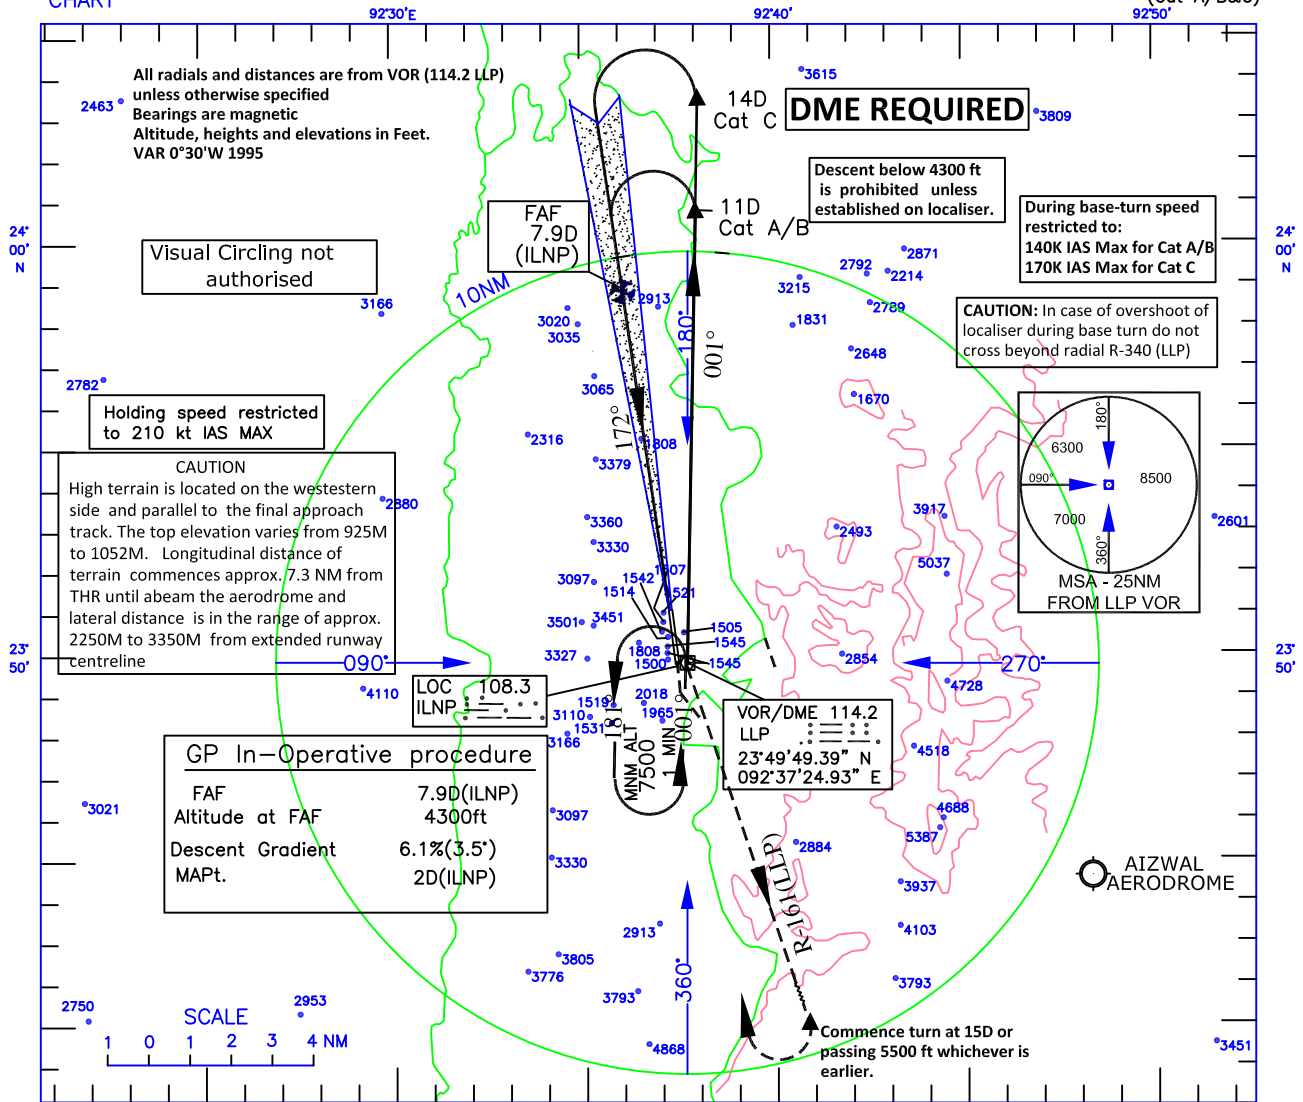 CHART
(Cat A/B&C)
92°30'E
92°40'
92°50'
All radials and distances are from VOR (114.2 LLP)
unless otherwise specified
Bearings are magnetic
Altitude, heights and elevations in Feet.
VAR 0°30'W 1995
2463
3615
3809
14D
Cat C
DME REQUIRED
Descent below 4300 ft
is prohibited unless
established on localiser.
During base-turn speed
restricted to:
140K IAS Max for Cat A/B
170K IAS Max for Cat C
FAF
7.9D
(ILNP)
11D
Cat A/B
24°
00'
N
24°
00'
N
Visual Circling not
authorised
10NM
3166
2913
3020
3035
180°
001°
2871
2792
2214
3215
2789
1831
2648
CAUTION: In case of overshoot of
localiser during base turn do not
cross beyond radial R-340 (LLP)
2782
3065
1670
Holding speed restricted
to 210 kt IAS MAX
172°
2316
1808
3379
180°
6300
090°
8500
7000
360°
MSA - 25NM
FROM LLP VOR
CAUTION
High terrain is located on the westestern
side and parallel to the final approach
track. The top elevation varies from 925M
to 1052M. Longitudinal distance of
terrain commences approx. 7.3 NM from
THR until abeam the aerodrome and
lateral distance is in the range of approx.
2250M to 3350M from extended runway
centreline
2880
3360
3330
3917
2493
2601
5037
3097
1542
1607
1514
1521
3501
3451
1505
1808
1545
3327
1500
1545
2854
23°
50'
23°
50'
090°
270°
4110
4728
LOC 108.3
ILNP
1519
2018
3110
1965
1531
3166
181°
001°
MNM ALT
7500
1 MIN
VOR/DME 114.2
LLP
23°49'49.39" N
092°37'24.93" E
4518
GP In-Operative procedure
FAF 7.9D(ILNP)
Altitude at FAF 4300ft
Descent Gradient 6.1%(3.5°)
MAPt. 2D(ILNP)
3021
3097
3330
4688
5387
2884
3937
AIZWAL
AERODROME
R-161(LLP)
2913
4103
3805
3776
3793
3793
360°
2750
2953
SCALE
1 0 1 2 3 4 NM
4868
Commence turn at 15D or
passing 5500 ft whichever is
earlier.
3451